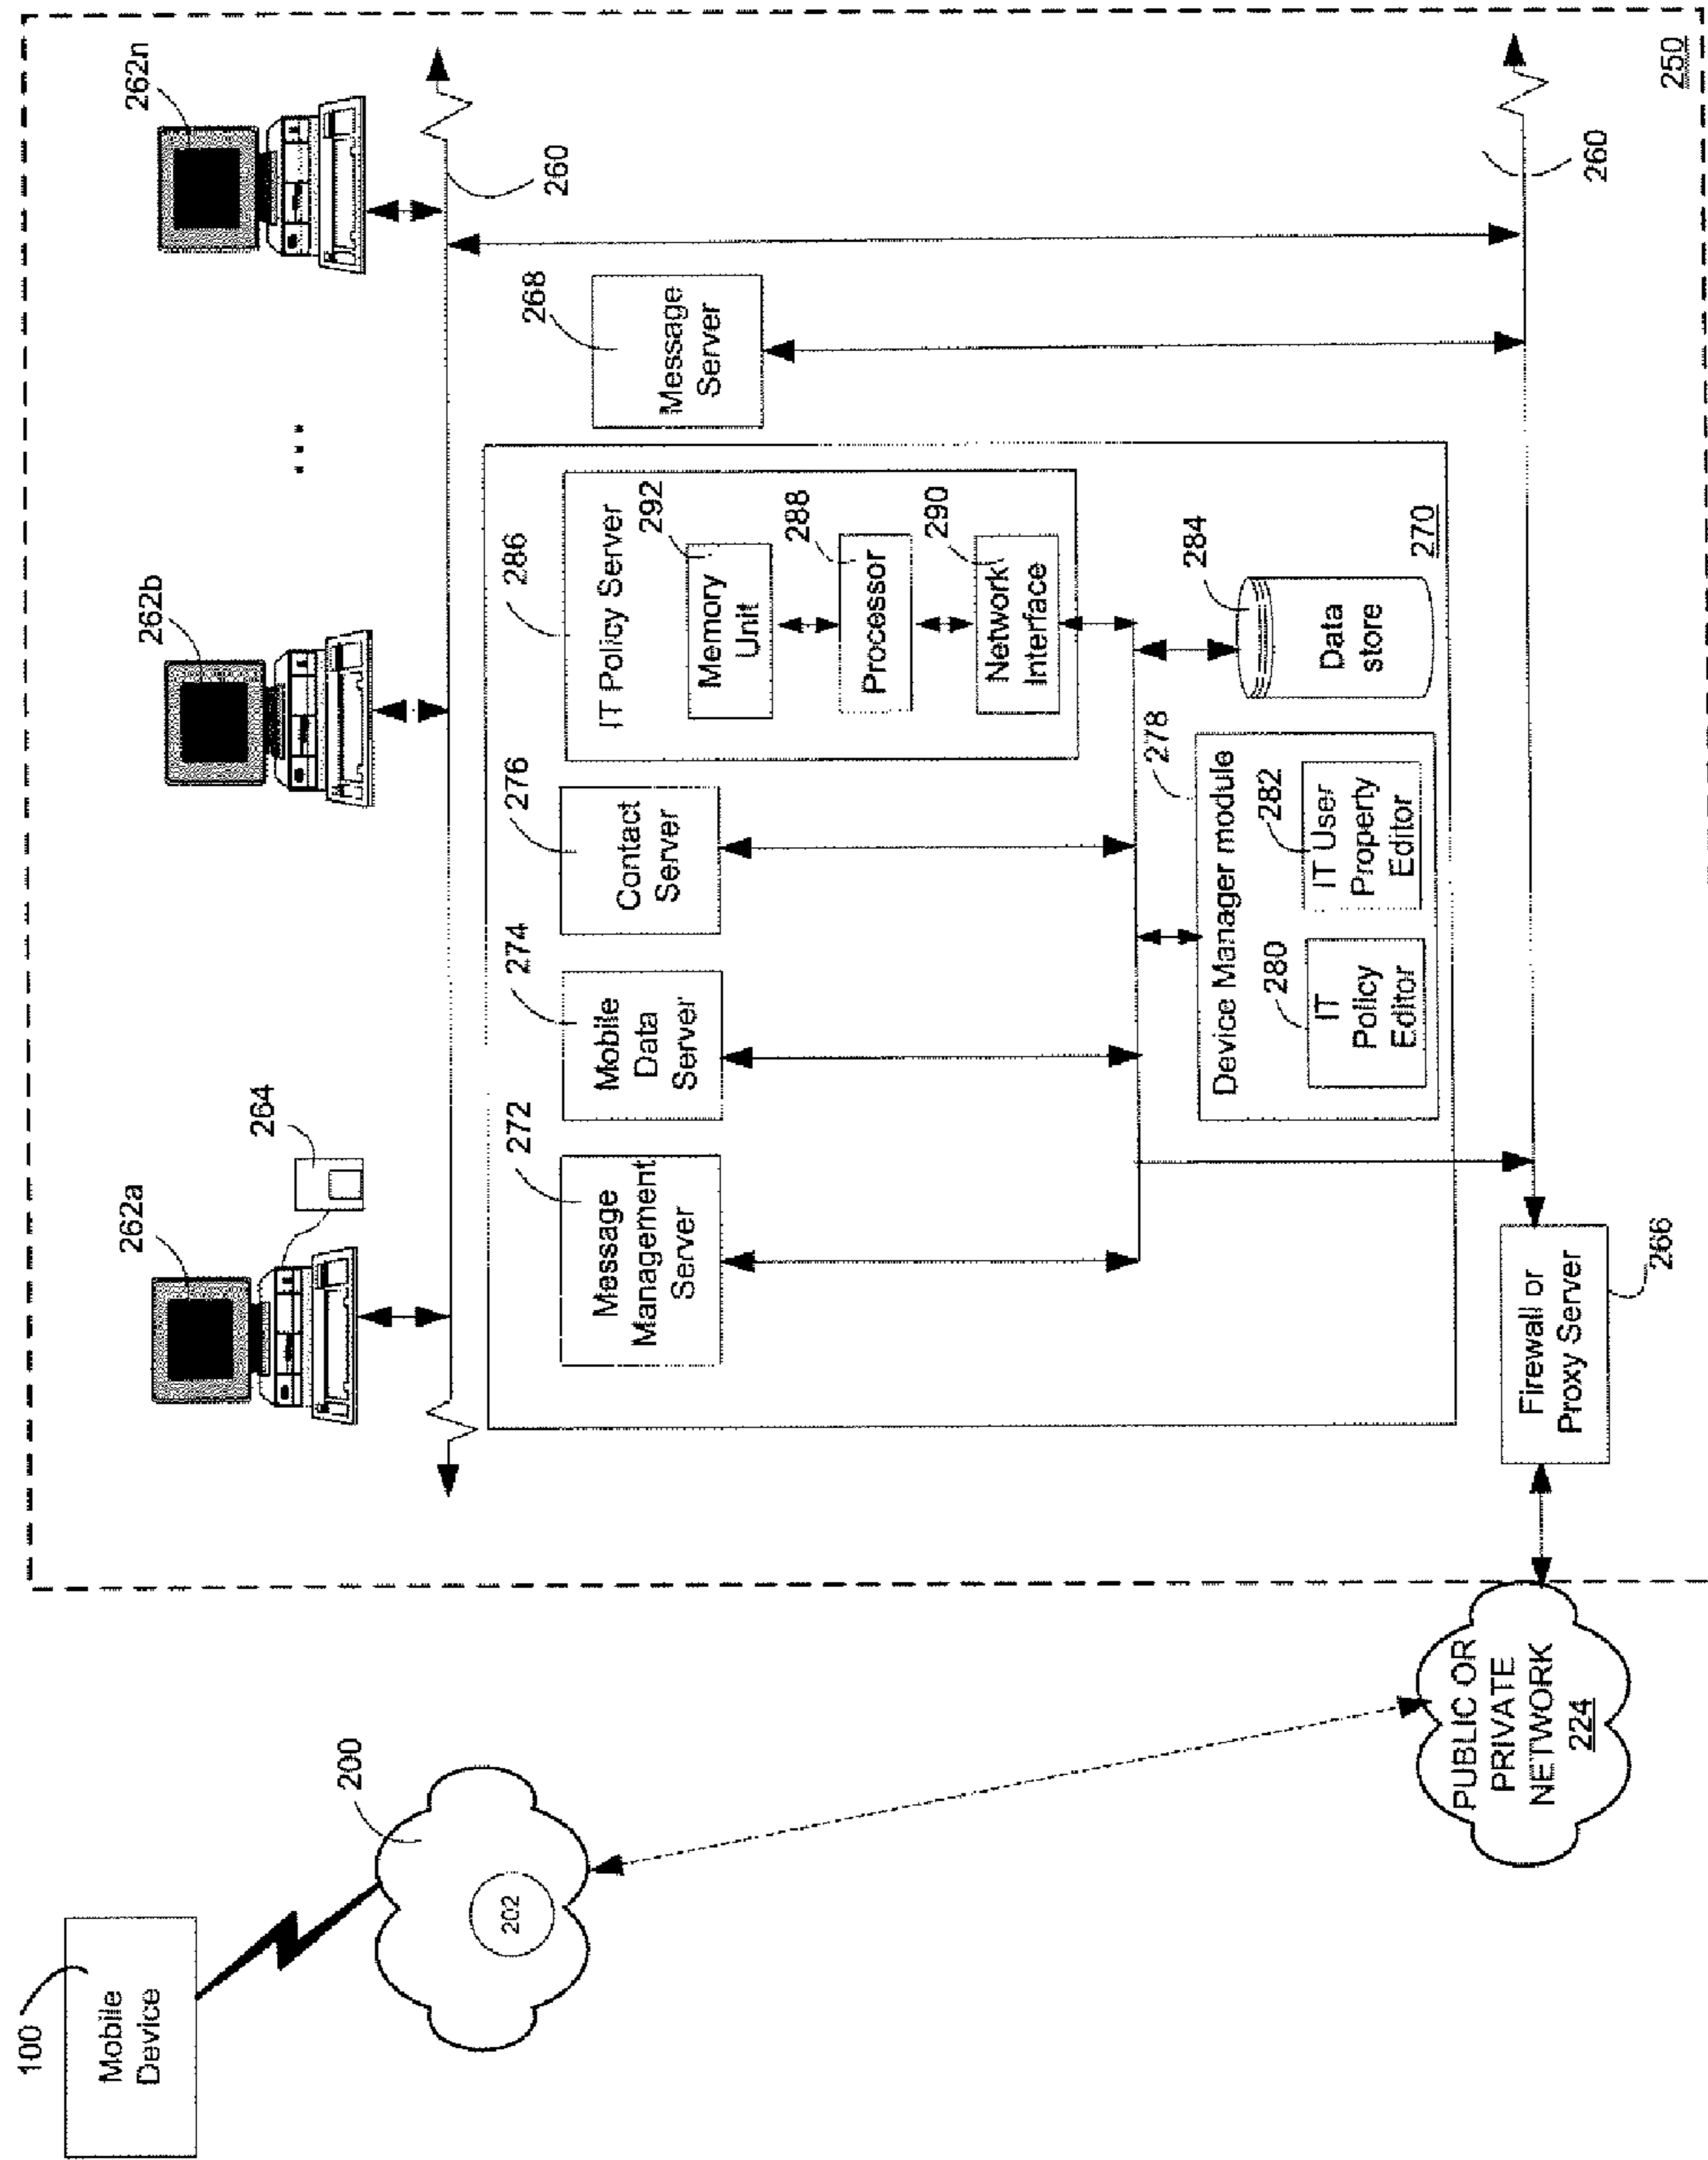 100
Mobile
Device
200
202
PUBLIC OR
PRIVATE
NETWORK
224
262a
264
262b
...
262n
260
272
Message
Management
Server
274
Mobile
Data
Server
276
Contact
Server
286
IT Policy Server
292
Memory
Unit
288
Processor
290
Network
Interface
268
Message
Server
278
Device Manager module
280
IT
Policy
Editor
282
IT User
Property
Editor
284
Data
store
270
Firewall or
Proxy Server
266
260
250